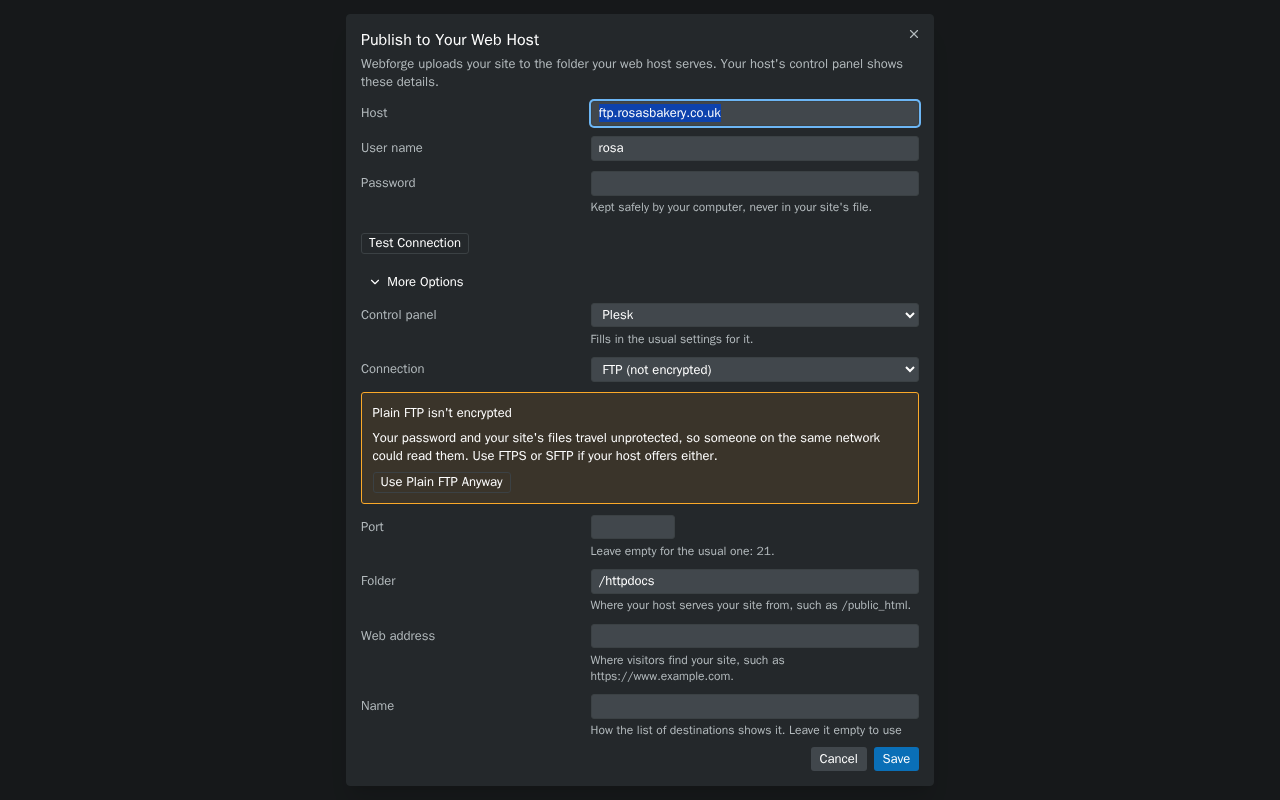 Publish to Your Web Host
Webforge uploads your site to the folder your web host serves. Your host's control panel shows
these details.
Host
ftp.rosasbakery.co.uk
User name
rosa
Password
Kept safely by your computer, never in your site's file.
Test Connection
More Options
Control panel
Plesk
Fills in the usual settings for it.
Connection
FTP (not encrypted)
Plain FTP isn't encrypted
Your password and your site's files travel unprotected, so someone on the same network
could read them. Use FTPS or SFTP if your host offers either.
Use Plain FTP Anyway
Port
Leave empty for the usual one: 21.
Folder
/httpdocs
Where your host serves your site from, such as /public_html.
Web address
Where visitors find your site, such as
https://www.example.com.
Name
How the list of destinations shows it. Leave it empty to use
Cancel
Save